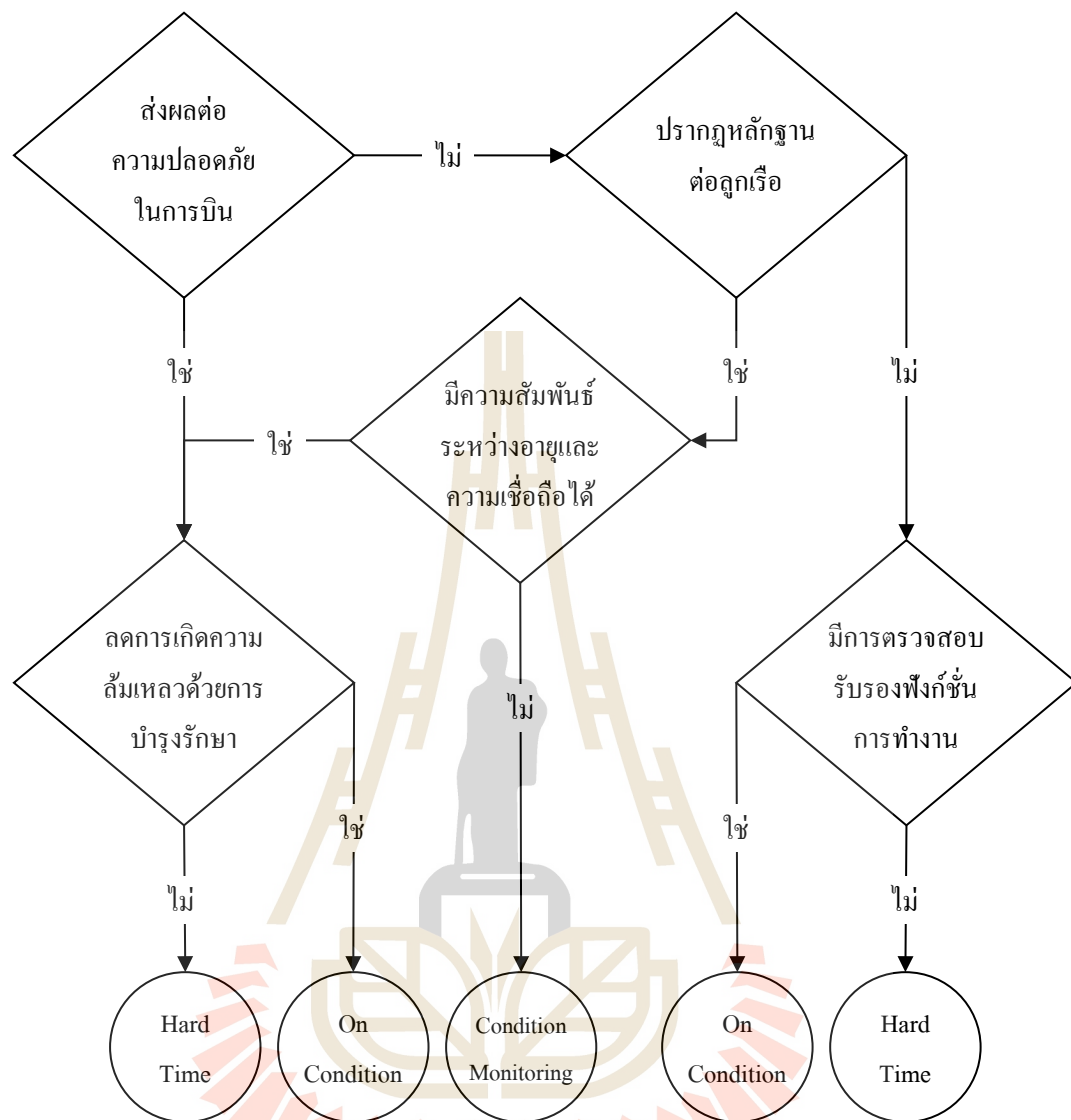 ส่งผลต่อ
ความปลอดภัย
ในการบิน
ไม่
ปรากฏหลักฐาน
ต่อลูกเรือ
ใช่
ใช่
ไม่
มีความสัมพันธ์
ระหว่างอายุและ
ความเชื่อถือได้
ใช่
ลดการเกิดความ
ล้มเหลวด้วยการ
บำรุงรักษา
ไม่
มีการตรวจสอบ
รับรองฟังก์ชั่น
การทำงาน
ใช่
ใช่
ไม่
ไม่
Hard
Time
On
Condition
Condition
Monitoring
On
Condition
Hard
Time